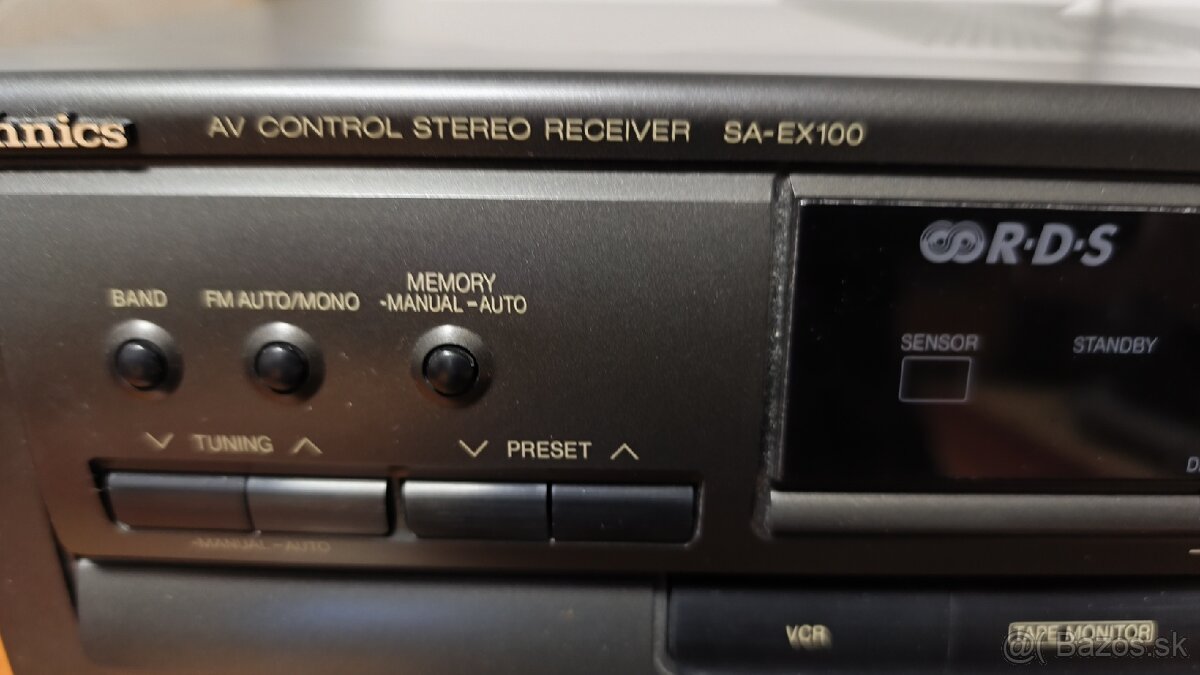 hnics AV CONTROL STEREO RECEIVER SA-EX100
R·D·S
BAND FM AUTO/MONO MEMORY
-MANUAL -AUTO
SENSOR STANDBY
TUNING PRESET
D
-MANUAL -AUTO
VCR TAPE MONITOR
@( Bazos.sk